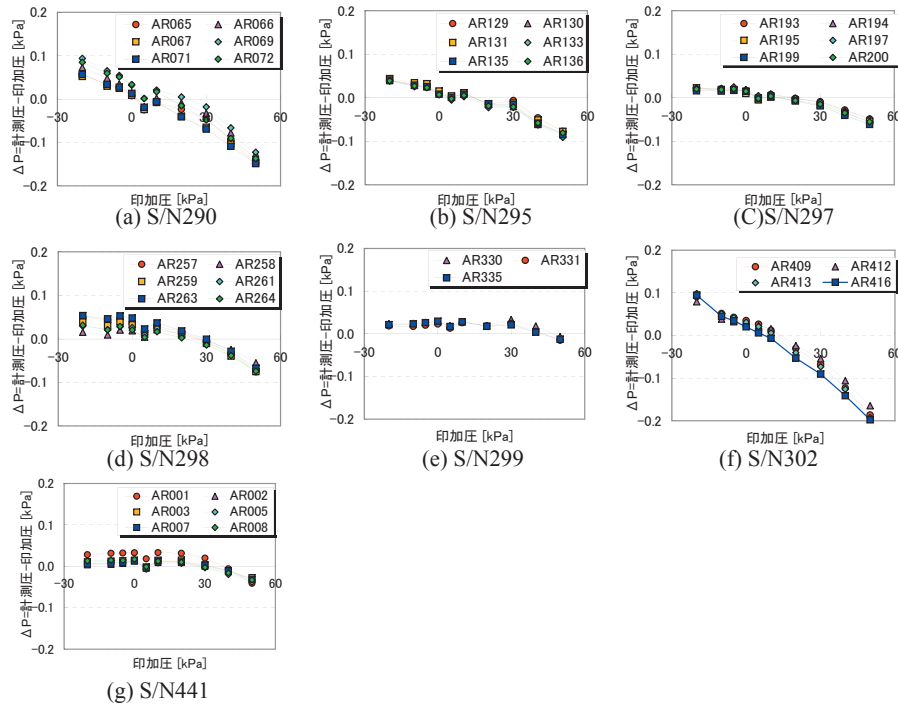 ΔP=計測圧-印加圧 [kPa]
0.2
0.1
0.0
-0.1
-0.2
-30
0
30
60
AR065 AR066
AR067 AR069
AR071 AR072
印加圧 [kPa]
(a) S/N290
ΔP=計測圧-印加圧 [kPa]
0.2
0.1
0.0
-0.1
-0.2
-30
0
30
60
AR129 AR130
AR131 AR133
AR135 AR136
印加圧 [kPa]
(b) S/N295
ΔP=計測圧-印加圧 [kPa]
0.2
0.1
0.0
-0.1
-0.2
-30
0
30
60
AR193 AR194
AR195 AR197
AR199 AR200
印加圧 [kPa]
(C)S/N297
ΔP=計測圧-印加圧 [kPa]
0.2
0.1
0.0
-0.1
-0.2
-30
0
30
60
AR257 AR258
AR259 AR261
AR263 AR264
印加圧 [kPa]
(d) S/N298
ΔP=計測圧-印加圧 [kPa]
0.2
0.1
0.0
-0.1
-0.2
-30
0
30
60
AR330 AR331
AR335
印加圧 [kPa]
(e) S/N299
ΔP=計測圧-印加圧 [kPa]
0.2
0.1
0.0
-0.1
-0.2
-30
0
30
60
AR409 AR412
AR413 AR416
印加圧 [kPa]
(f) S/N302
ΔP=計測圧-印加圧 [kPa]
0.2
0.1
0.0
-0.1
-0.2
-30
0
30
60
AR001 AR002
AR003 AR005
AR007 AR008
印加圧 [kPa]
(g) S/N441